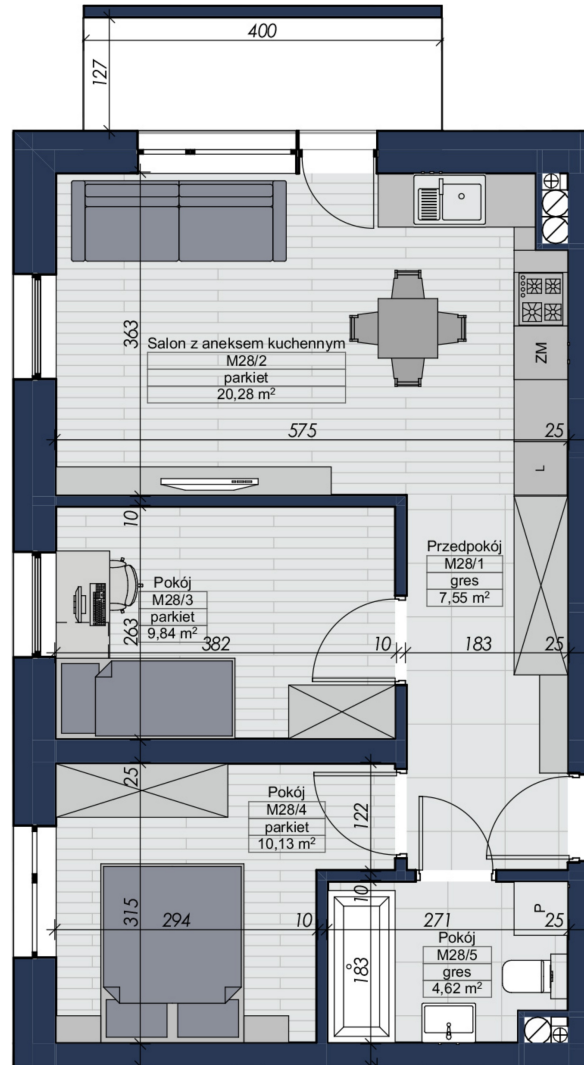 400
127
Salon z aneksem kuchennym
M28/2
parkiet
20,28 m²
363
ZM
575
25
L
10
Przedpokój
M28/1
gres
7,55 m²
Pokój
M28/3
parkiet
9,84 m²
263
382
10
183
25
25
Pokój
M28/4
parkiet
10,13 m²
122
10
315
294
10
271
25
P
Pokój
M28/5
gres
4,62 m²
183